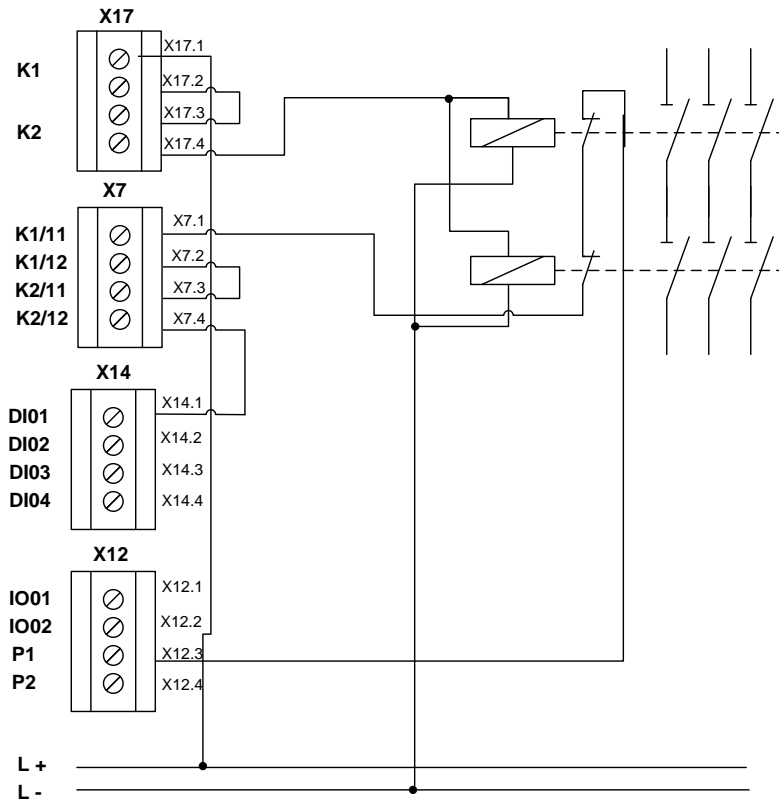 X17
K1
X17.1
X17.2
X17.3
K2
X17.4
X7
K1/11
X7.1
K1/12
X7.2
K2/11
X7.3
K2/12
X7.4
X14
DI01
X14.1
DI02
X14.2
DI03
X14.3
DI04
X14.4
X12
IO01
X12.1
IO02
X12.2
P1
X12.3
P2
X12.4
L +
L -